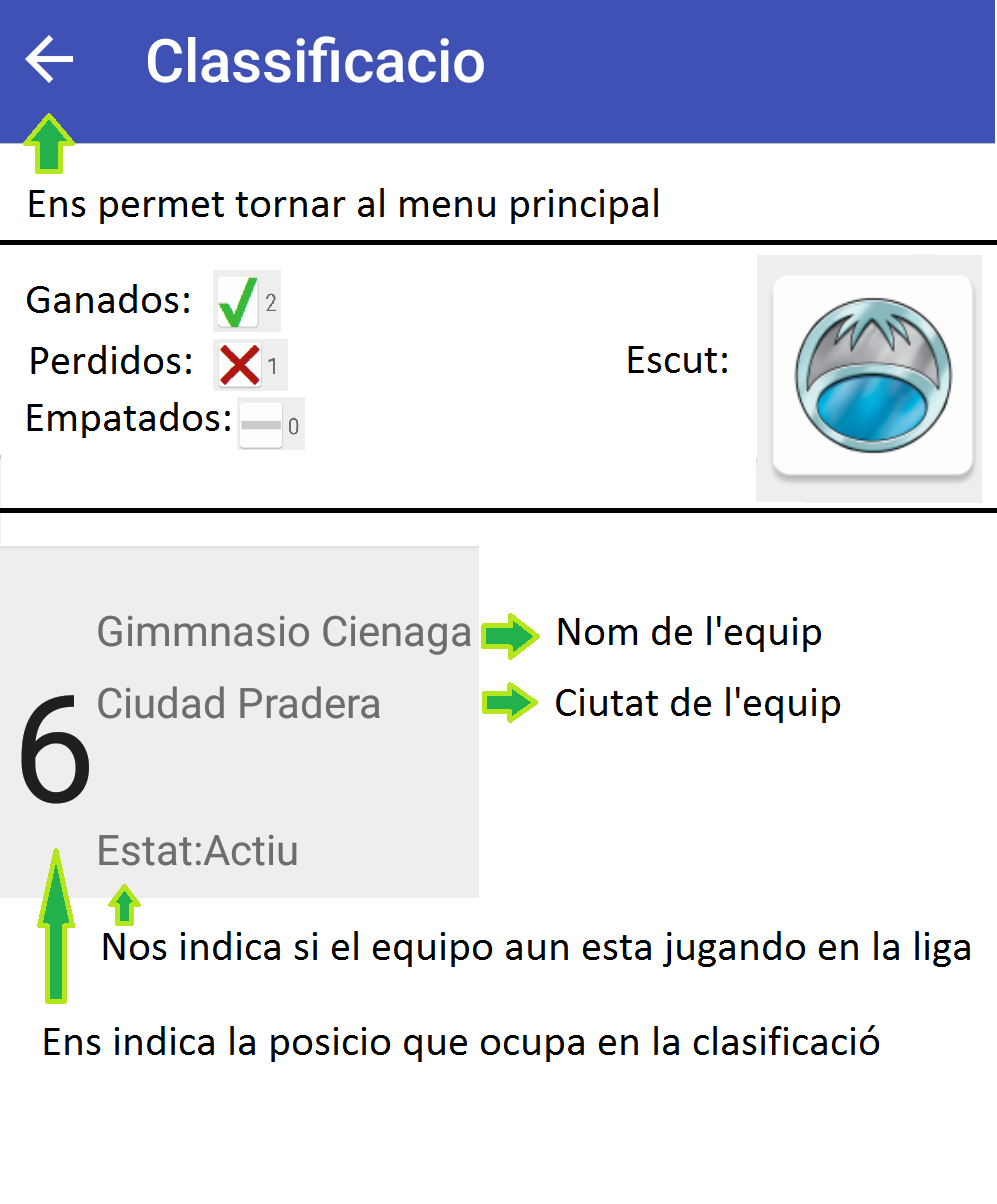 Classificacio
Ens permet tornar al menu principal
Ganados: 2
Perdidos: 1
Empatados: 0
Escut:
Gimmnasio Cienaga
Nom de l'equip
Ciudad Pradera
Ciutat de l'equip
6
Estat:Actiu
Nos indica si el equipo aun esta jugando en la liga
Ens indica la posicio que ocupa en la clasificació